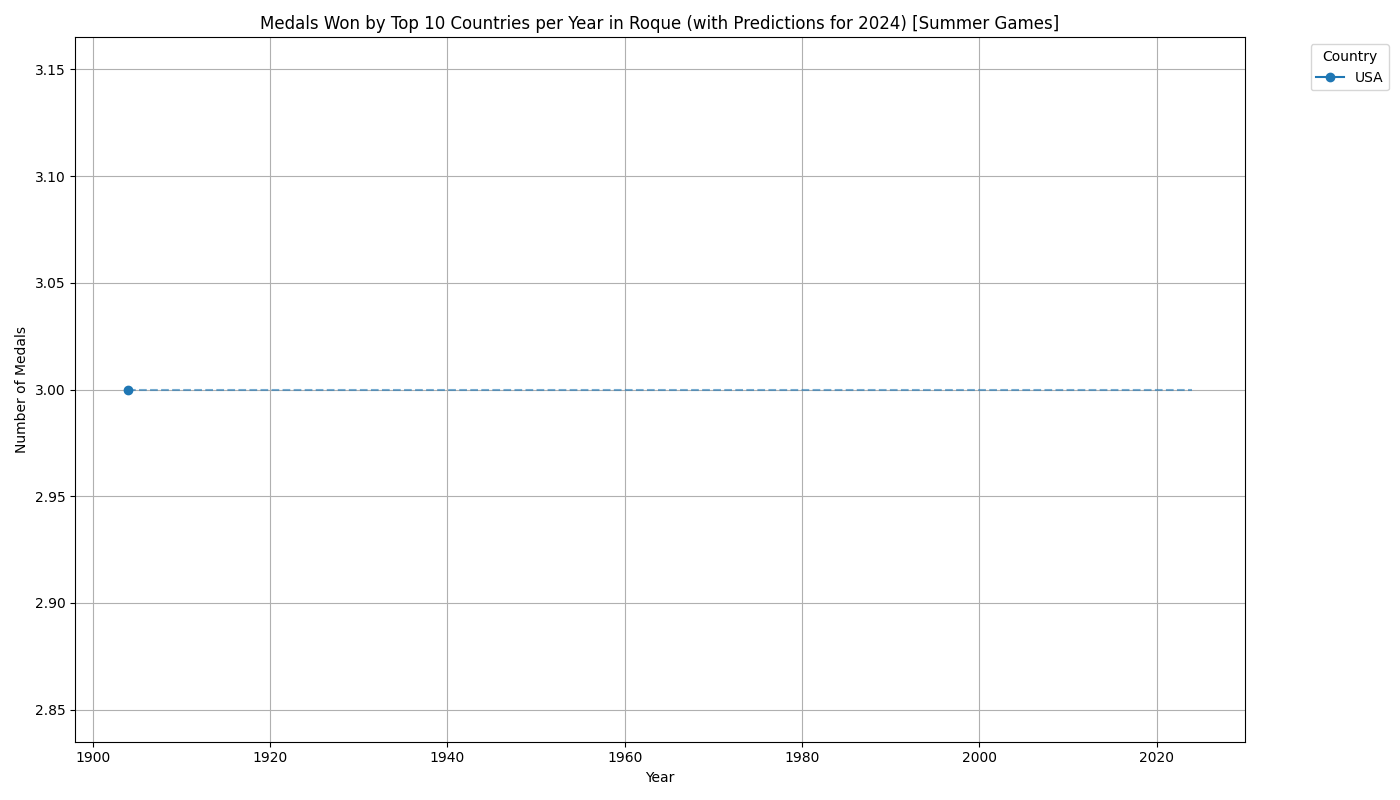 Medals Won by Top 10 Countries per Year in Roque (with Predictions for 2024) [Summer Games]
Country
USA
3.15
3.10
3.05
3.00
2.95
2.90
2.85
Number of Medals
1900 1920 1940 1960 1980 2000 2020
Year